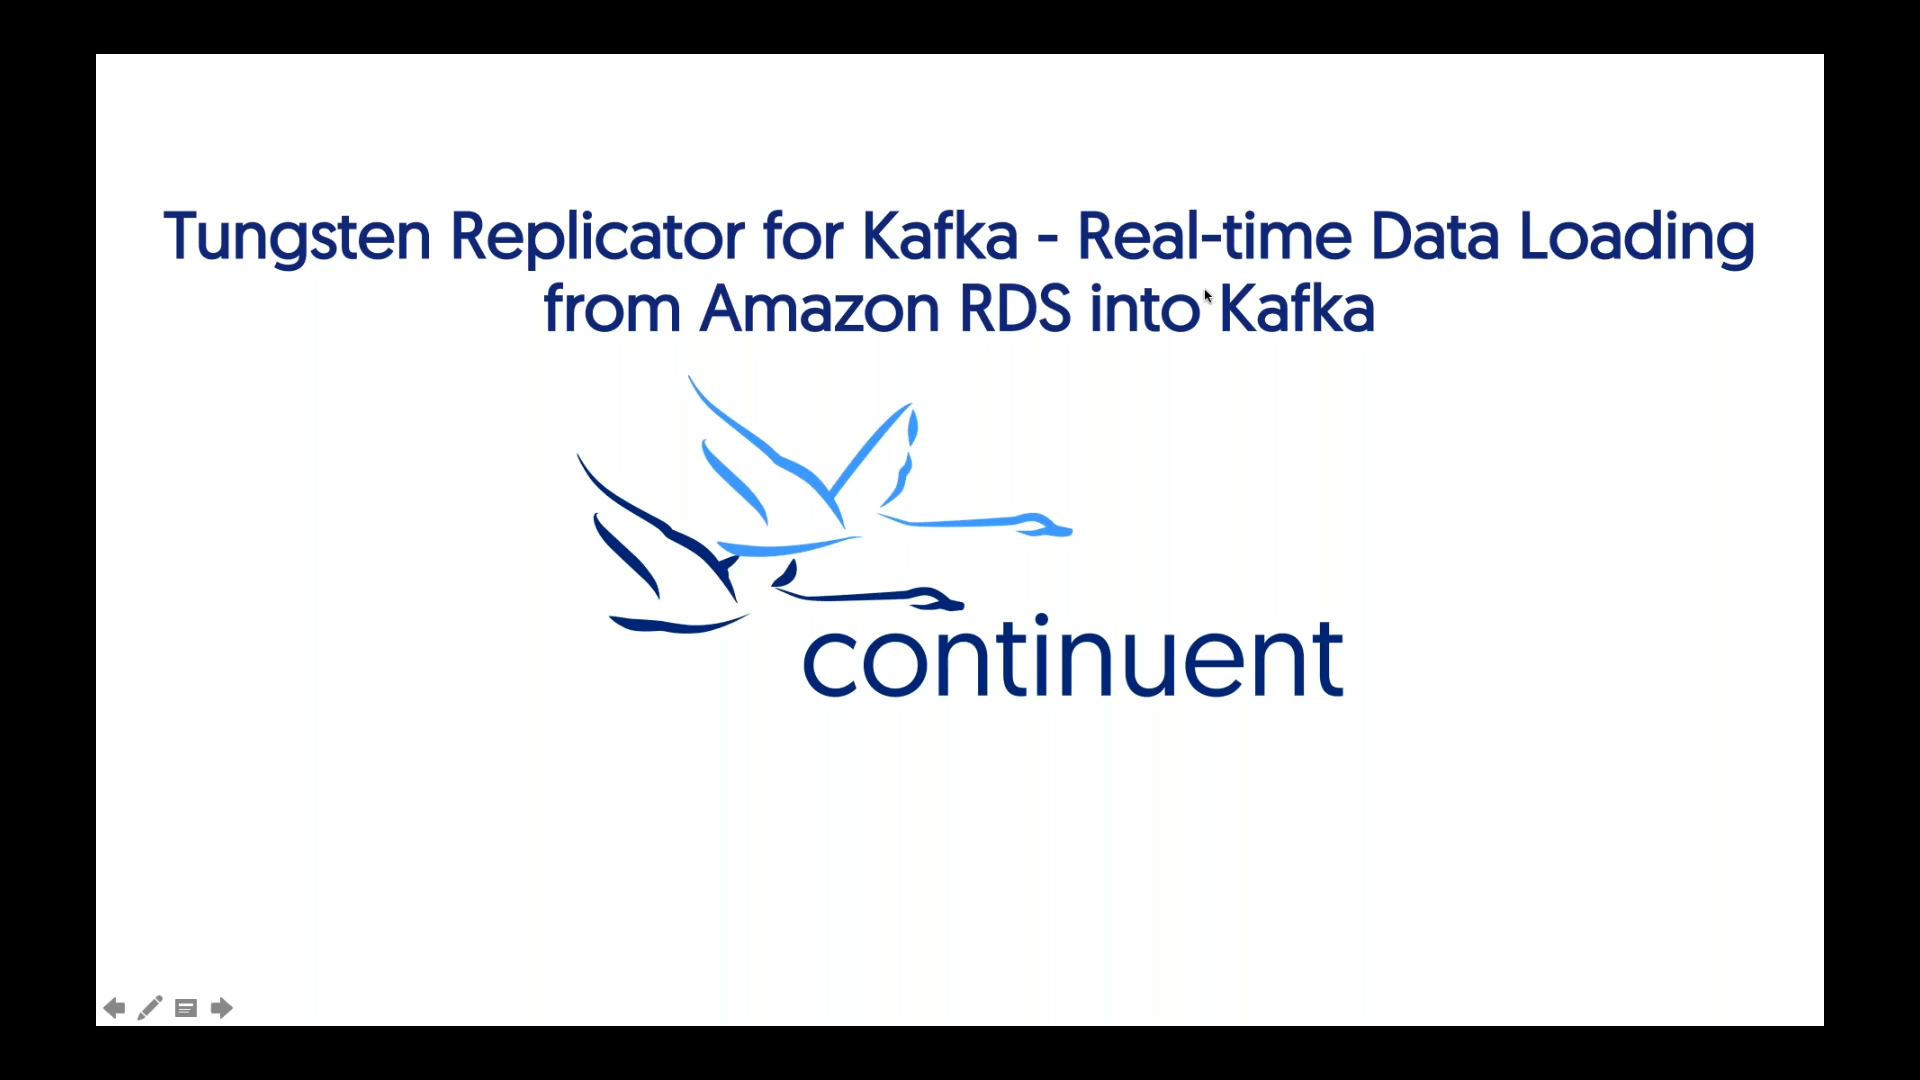 Tungsten Replicator for Kafka - Real-time Data Loading
from Amazon RDS into Kafka
continuent